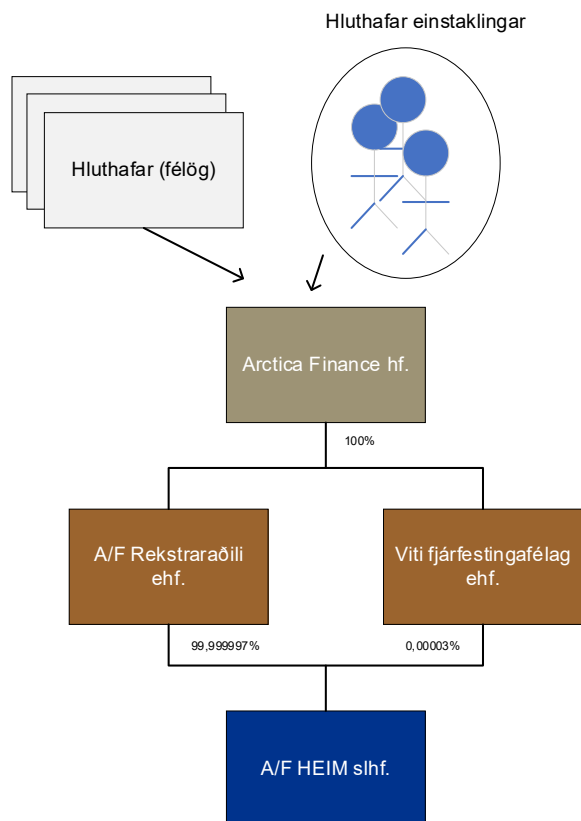 Hluthafar einstaklingar
Hluthafar (félög)
Arctica Finance hf.
100%
A/F Rekstraraðili
ehf.
Viti fjárfestingafélag
ehf.
99,999997%
0,00003%
A/F HEIM slhf.